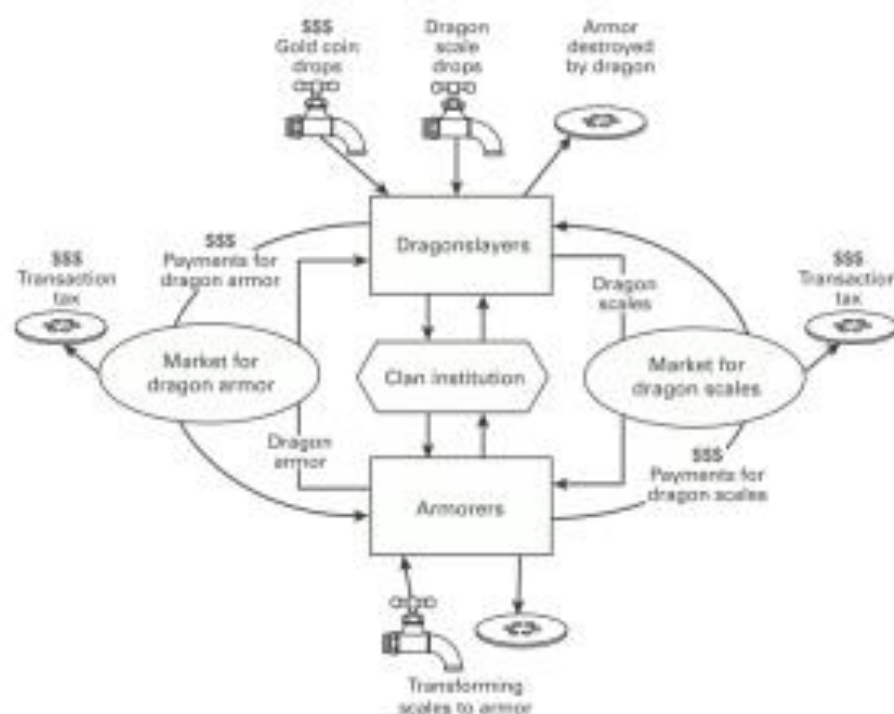 $$$
Gold coin
drops
Dragon
scale
drops
Armor
destroyed
by dragon
Dragonslayers
$$$
Payments for
dragon armor
$$$
Transaction
tax
Dragon
scales
$$$
Transaction
tax
Market for
dragon armor
Clan institution
Market for
dragon scales
Dragon
armor
$$$
Payments for
dragon scales
Armorers
Transforming
scales to armor